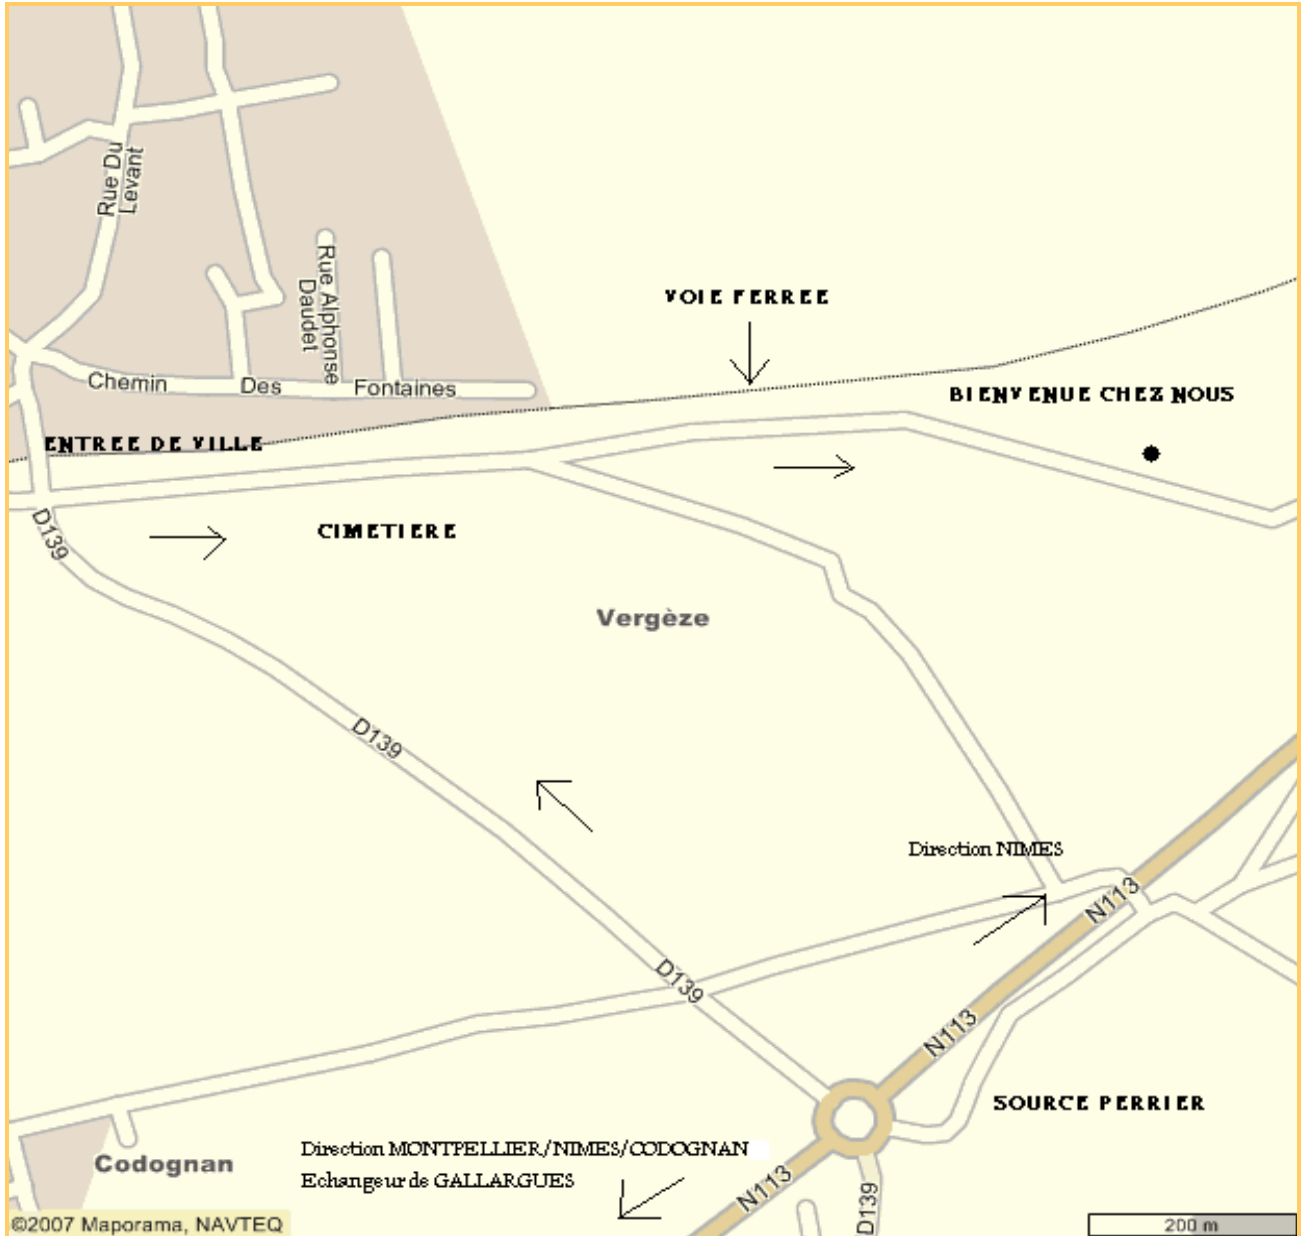 Rue Du
Levant
Rue Alphonse
Daudet
VOIE FERREE
Chemin Des Fontaines
BIENVENUE CHEZ NOUS
ENTREE DE VILLE
D139
CIMETIERE
Vergèze
D139
Direction NIMES
N113
D139
N113
SOURCE PERRIER
Direction MONTPELLIER/NIMES/CODOGNAN
Codognan
Echangeur de GALLARGUES
N113
D139
©2007 Maporama, NAVTEQ
200 m